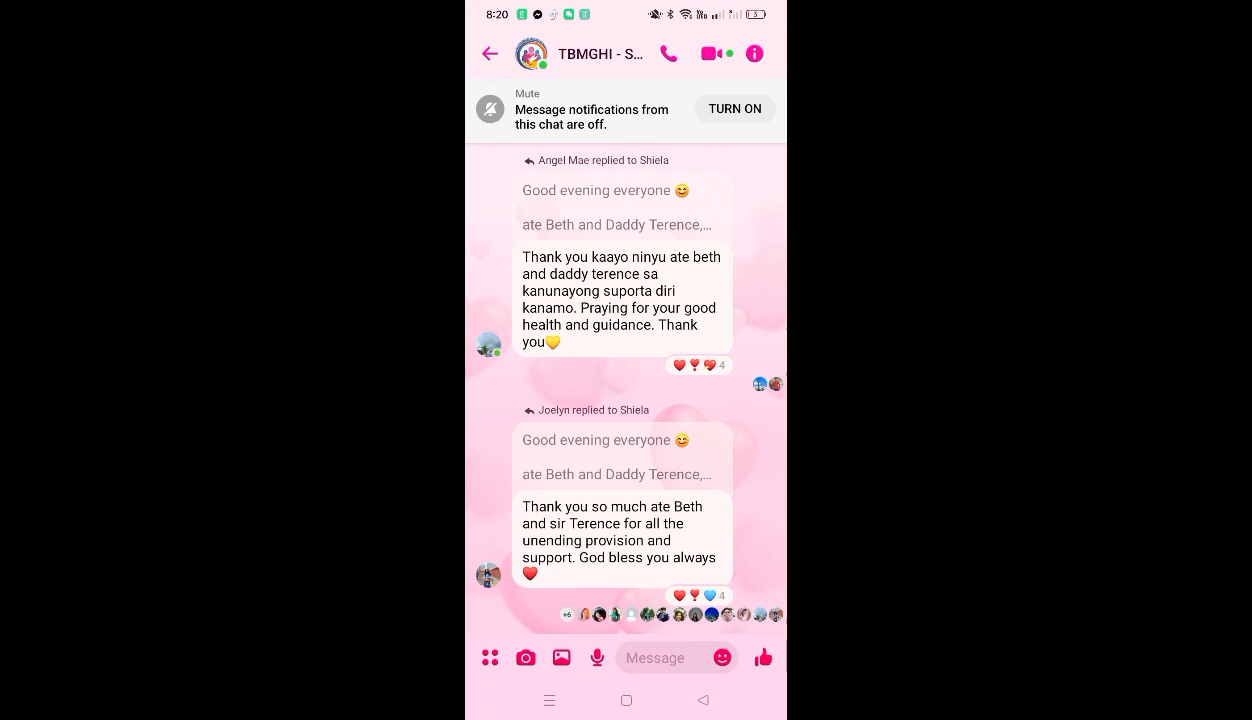 8:20
TBMGHI - S...
Mute
Message notifications from
this chat are off.
TURN ON
Angel Mae replied to Shiela
Good evening everyone 😊
ate Beth and Daddy Terence,...
Thank you kaayo ninyu ate beth
and daddy terence sa
kanunayong suporta diri
kanamo. Praying for your good
health and guidance. Thank
you💛
4
Joelyn replied to Shiela
Good evening everyone 😊
ate Beth and Daddy Terence,...
Thank you so much ate Beth
and sir Terence for all the
unending provision and
support. God bless you always
❤️
4
+6
Message